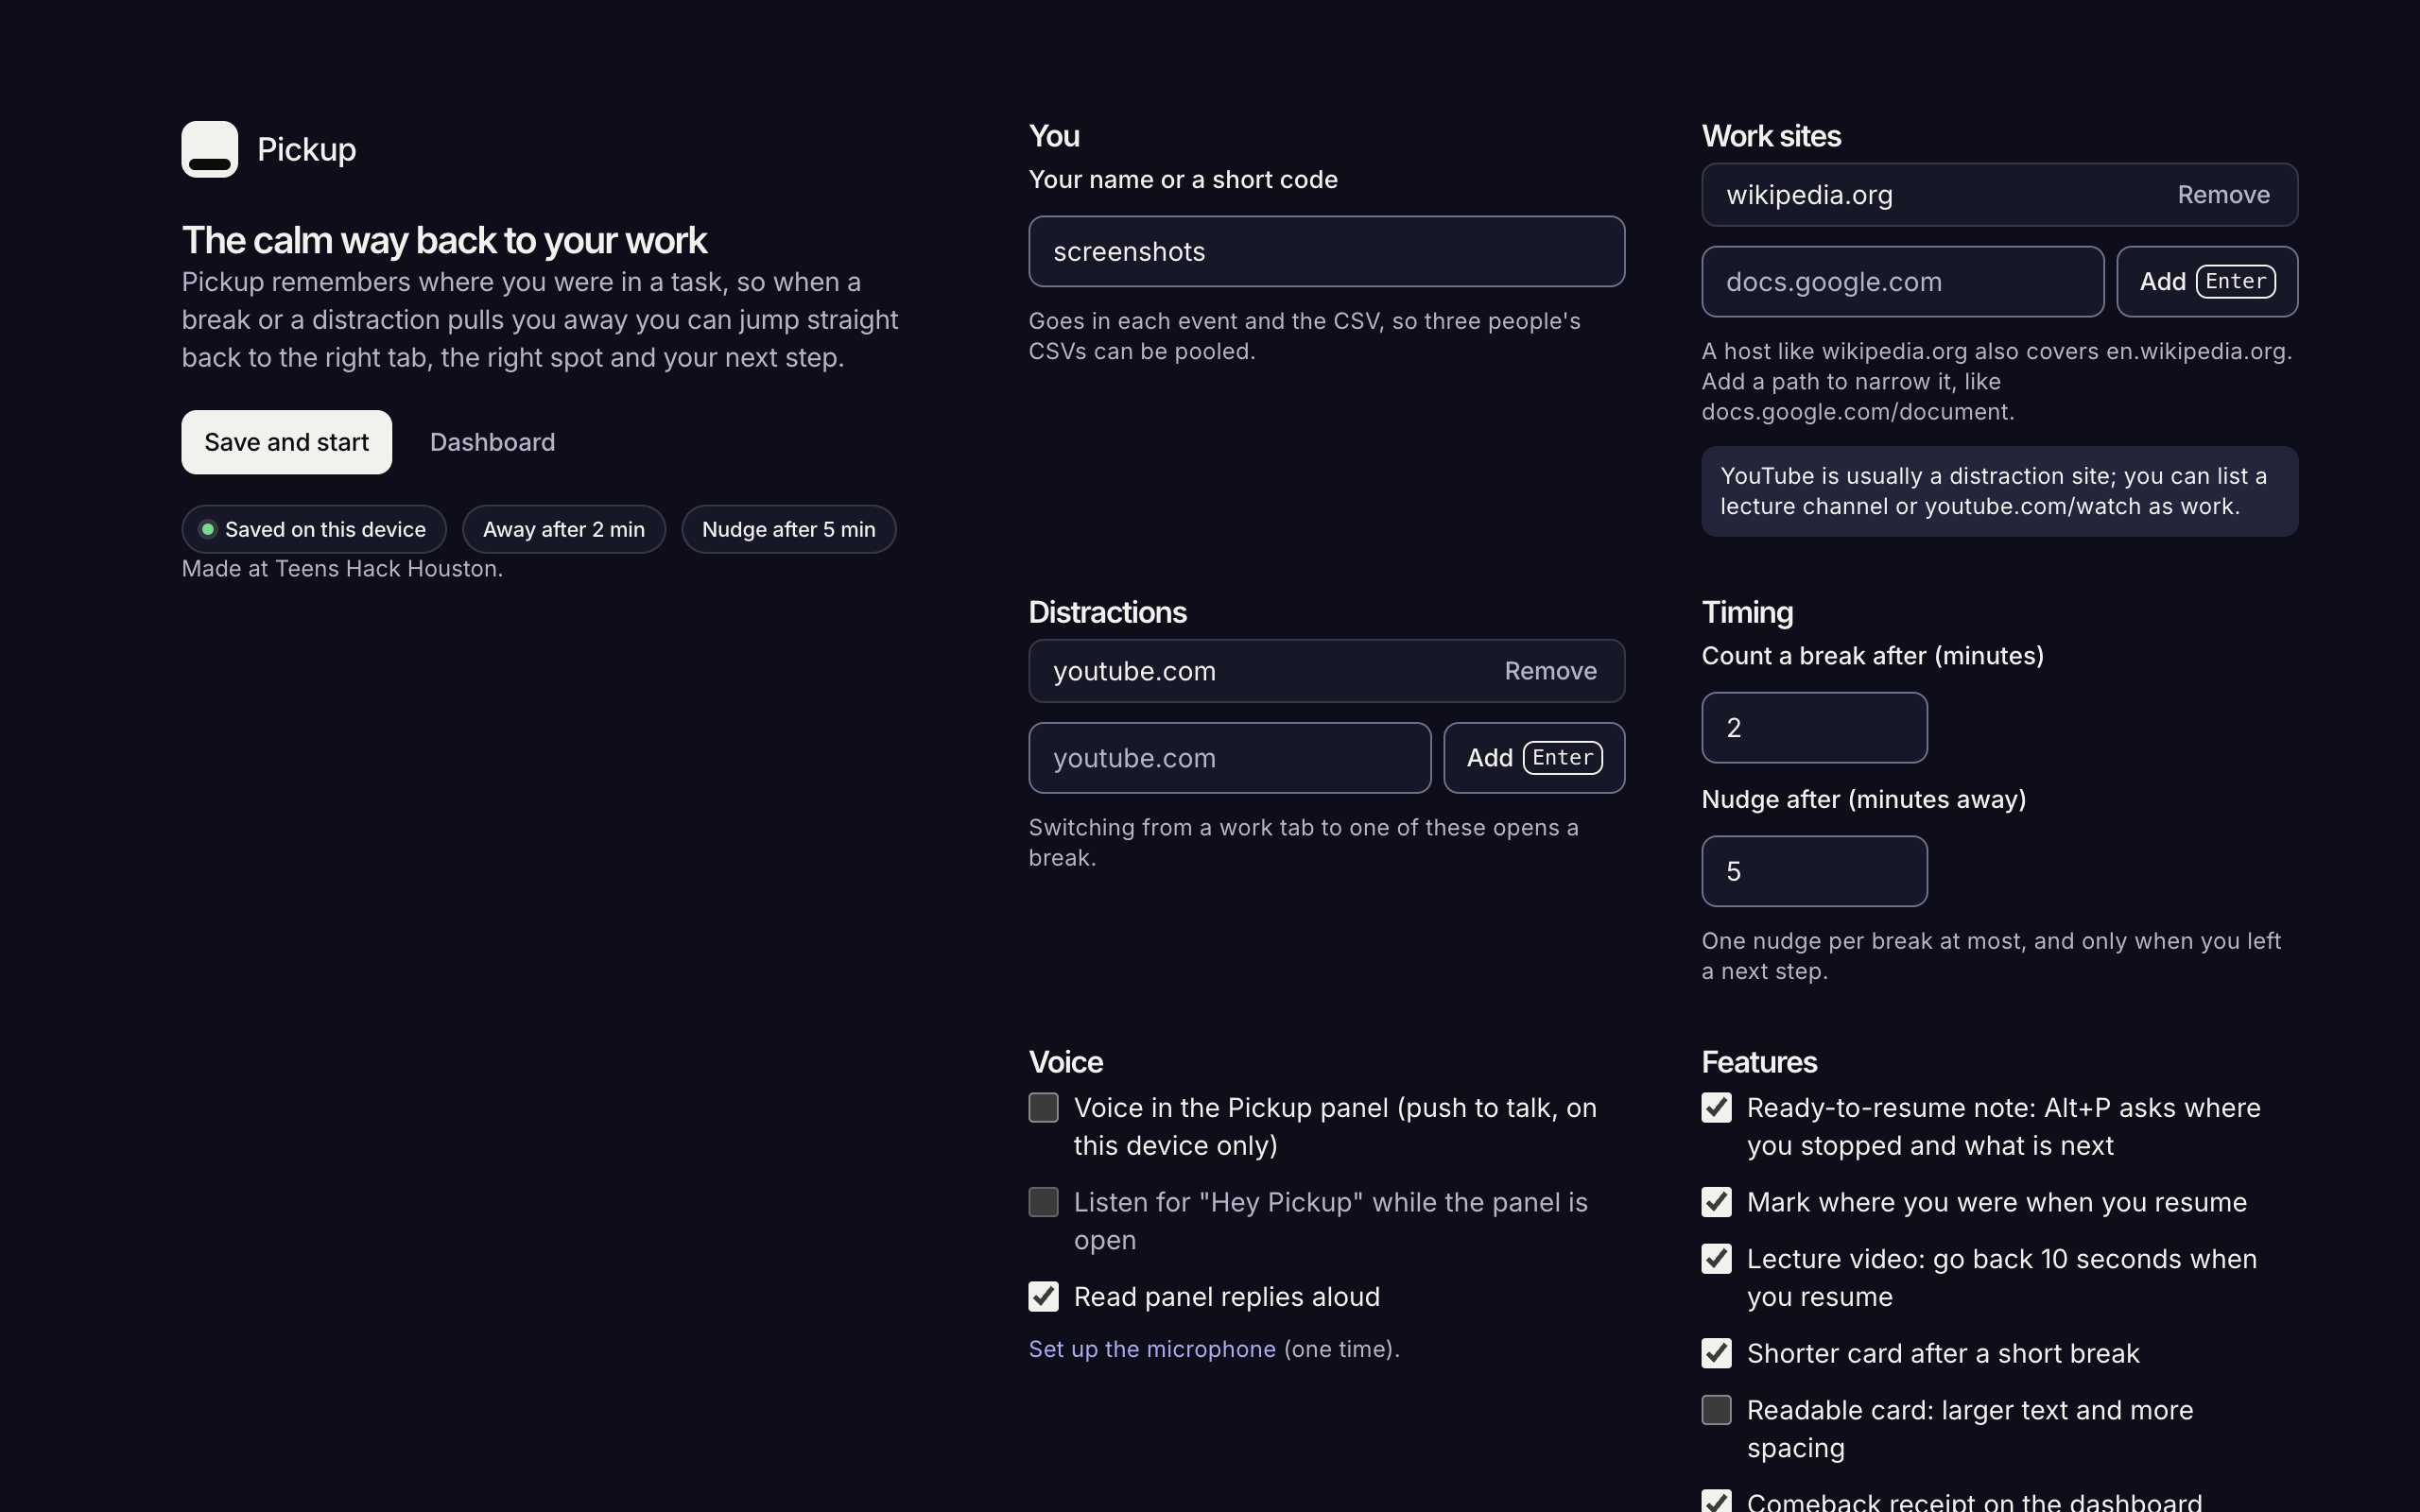 Pickup
The calm way back to your work
Pickup remembers where you were in a task, so when a
break or a distraction pulls you away you can jump straight
back to the right tab, the right spot and your next step.
Save and start
Dashboard
Saved on this device
Away after 2 min
Nudge after 5 min
Made at Teens Hack Houston.
You
Your name or a short code
screenshots
Goes in each event and the CSV, so three people's
CSVs can be pooled.
Work sites
wikipedia.org
Remove
docs.google.com
Add Enter
A host like wikipedia.org also covers en.wikipedia.org.
Add a path to narrow it, like
docs.google.com/document.
YouTube is usually a distraction site; you can list a
lecture channel or youtube.com/watch as work.
Distractions
youtube.com
Remove
youtube.com
Add Enter
Switching from a work tab to one of these opens a
break.
Timing
Count a break after (minutes)
2
Nudge after (minutes away)
5
One nudge per break at most, and only when you left
a next step.
Voice
Voice in the Pickup panel (push to talk, on
this device only)
Listen for "Hey Pickup" while the panel is
open
Read panel replies aloud
Set up the microphone (one time).
Features
Ready-to-resume note: Alt+P asks where
you stopped and what is next
Mark where you were when you resume
Lecture video: go back 10 seconds when
you resume
Shorter card after a short break
Readable card: larger text and more
spacing
Comeback receipt on the dashboard